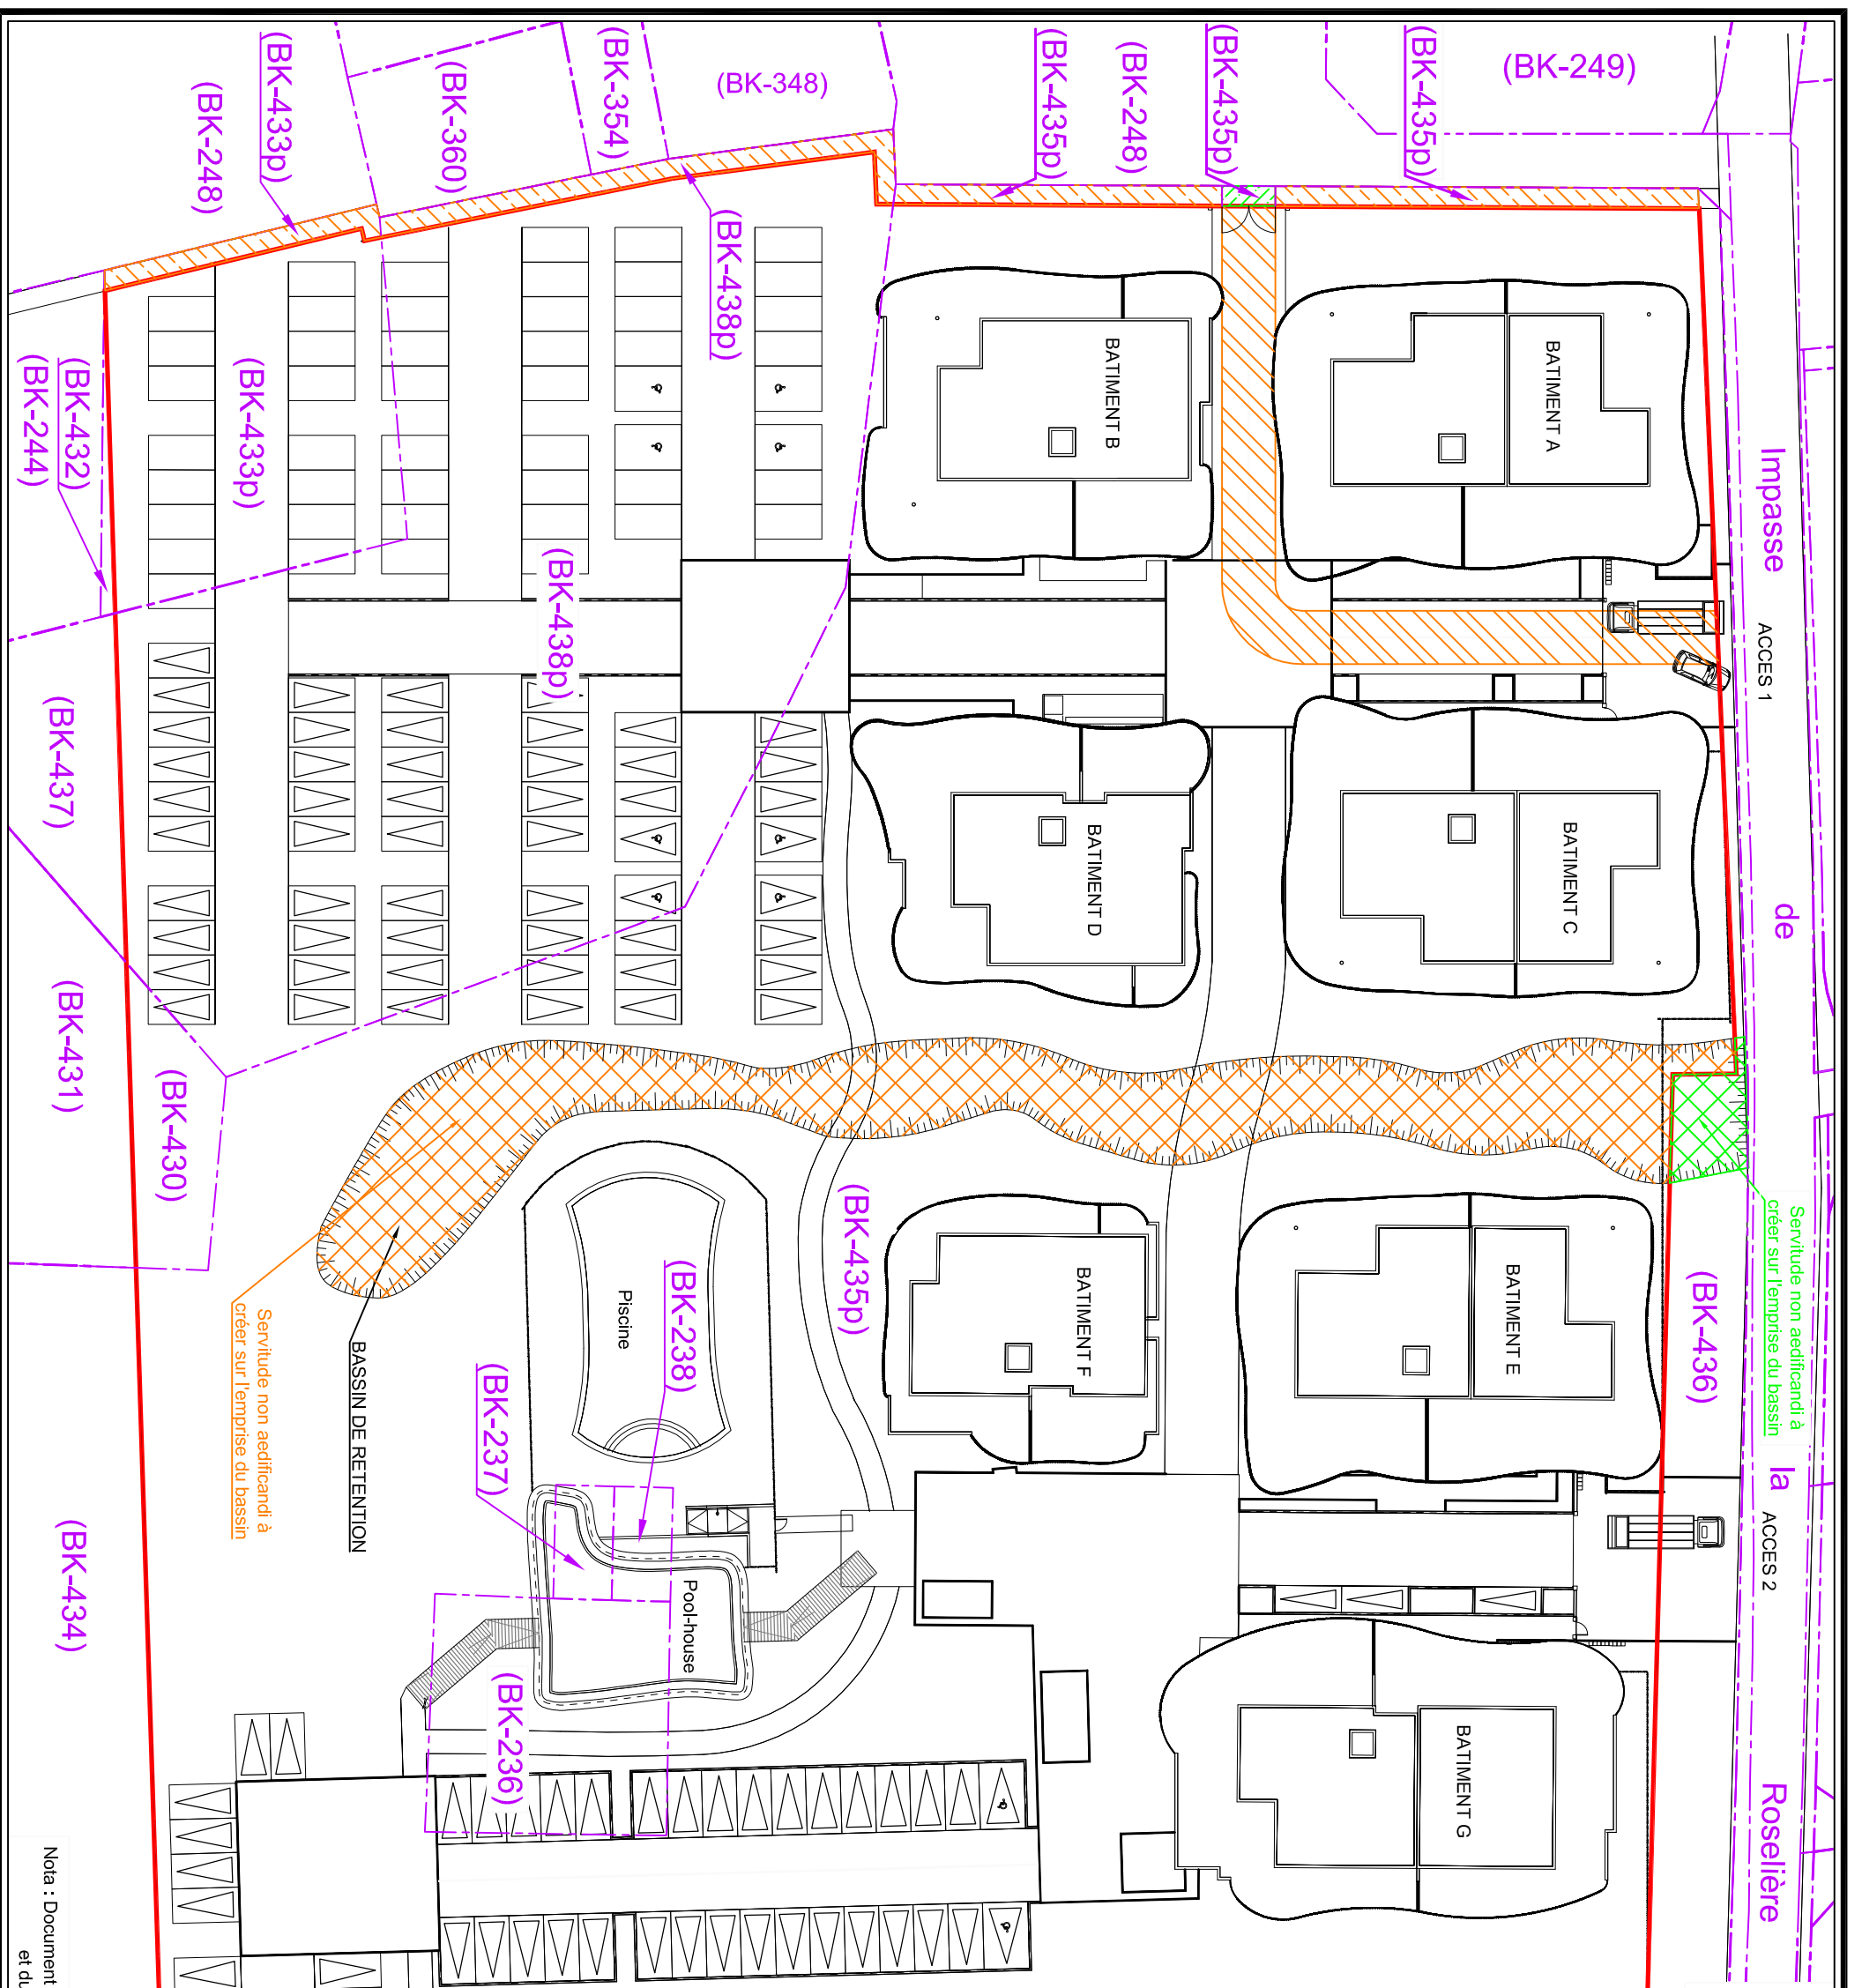 Impasse de la Roselière
ACCES 1
ACCES 2
(BK-249)
(BK-435p)
(BK-435p)
(BK-248)
(BK-435p)
(BK-348)
(BK-354)
(BK-360)
(BK-433p)
(BK-248)
(BK-438p)
(BK-433p)
(BK-432)
(BK-244)
(BK-438p)
(BK-437)
(BK-431)
(BK-430)
(BK-434)
(BK-435p)
(BK-436)
(BK-238)
(BK-237)
(BK-236)
BATIMENT A
BATIMENT B
BATIMENT C
BATIMENT D
BATIMENT E
BATIMENT F
BATIMENT G
Servitude non aedificandi à
créer sur l'emprise du bassin
Servitude non aedificandi à
créer sur l'emprise du bassin
BASSIN DE RETENTION
Piscine
Pool-house
Nota : Document
et du